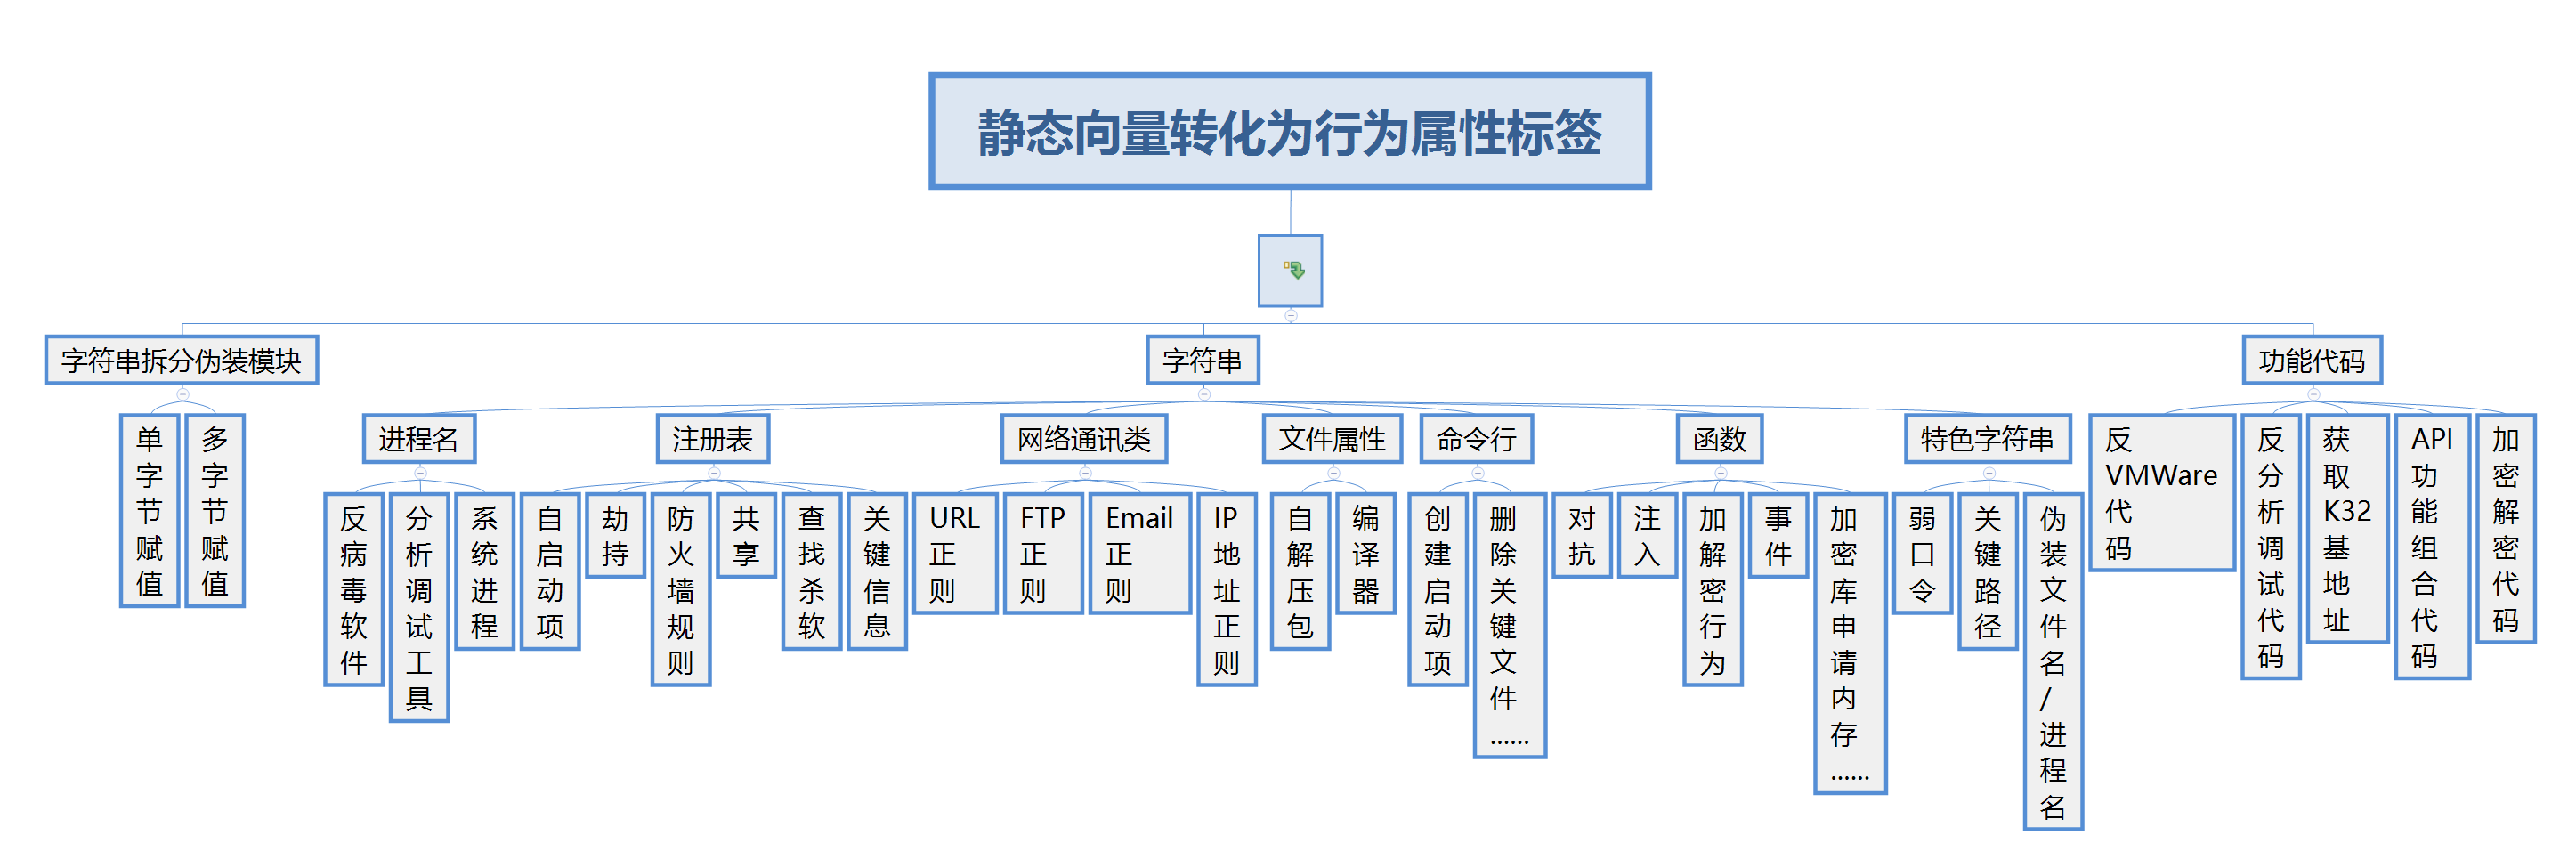 静态向量转化为行为属性标签
字符串拆分伪装模块
字符串
功能代码
单字节赋值
多字节赋值
进程名
注册表
网络通讯类
文件属性
命令行
函数
特色字符串
反VMWare代码
反分析调试代码
获取K32基地址
API功能组合代码
加密解密代码
反病毒软件
分析调试工具
系统进程
自启动项
劫持
防火墙规则
共享
查找杀软
关键信息
URL正则
FTP正则
Email正则
IP地址正则
自解压包
编译器
创建启动项
删除关键文件……
对抗
注入
加解密行为
事件
加密库申请内存……
弱口令
关键路径
伪装文件名/进程名